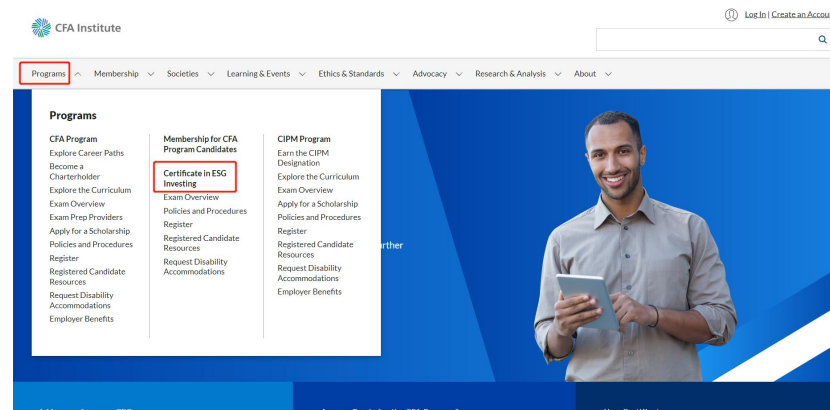 Log In | Create an Accou
CFA Institute
Programs Membership Societies Learning & Events Ethics & Standards Advocacy Research & Analysis About
Programs
CFA Program
Explore Career Paths
Become a
Charterholder
Explore the Curriculum
Exam Overview
Exam Prep Providers
Apply for a Scholarship
Policies and Procedures
Register
Registered Candidate
Resources
Request Disability
Accommodations
Employer Benefits
Membership for CFA
Program Candidates
Certificate in ESG
Investing
Exam Overview
Policies and Procedures
Register
Registered Candidate
Resources
Request Disability
Accommodations
CIPM Program
Earn the CIPM
Designation
Explore the Curriculum
Exam Overview
Apply for a Scholarship
Policies and Procedures
Register
Registered Candidate
Resources
Request Disability
Accommodations
Employer Benefits
rther